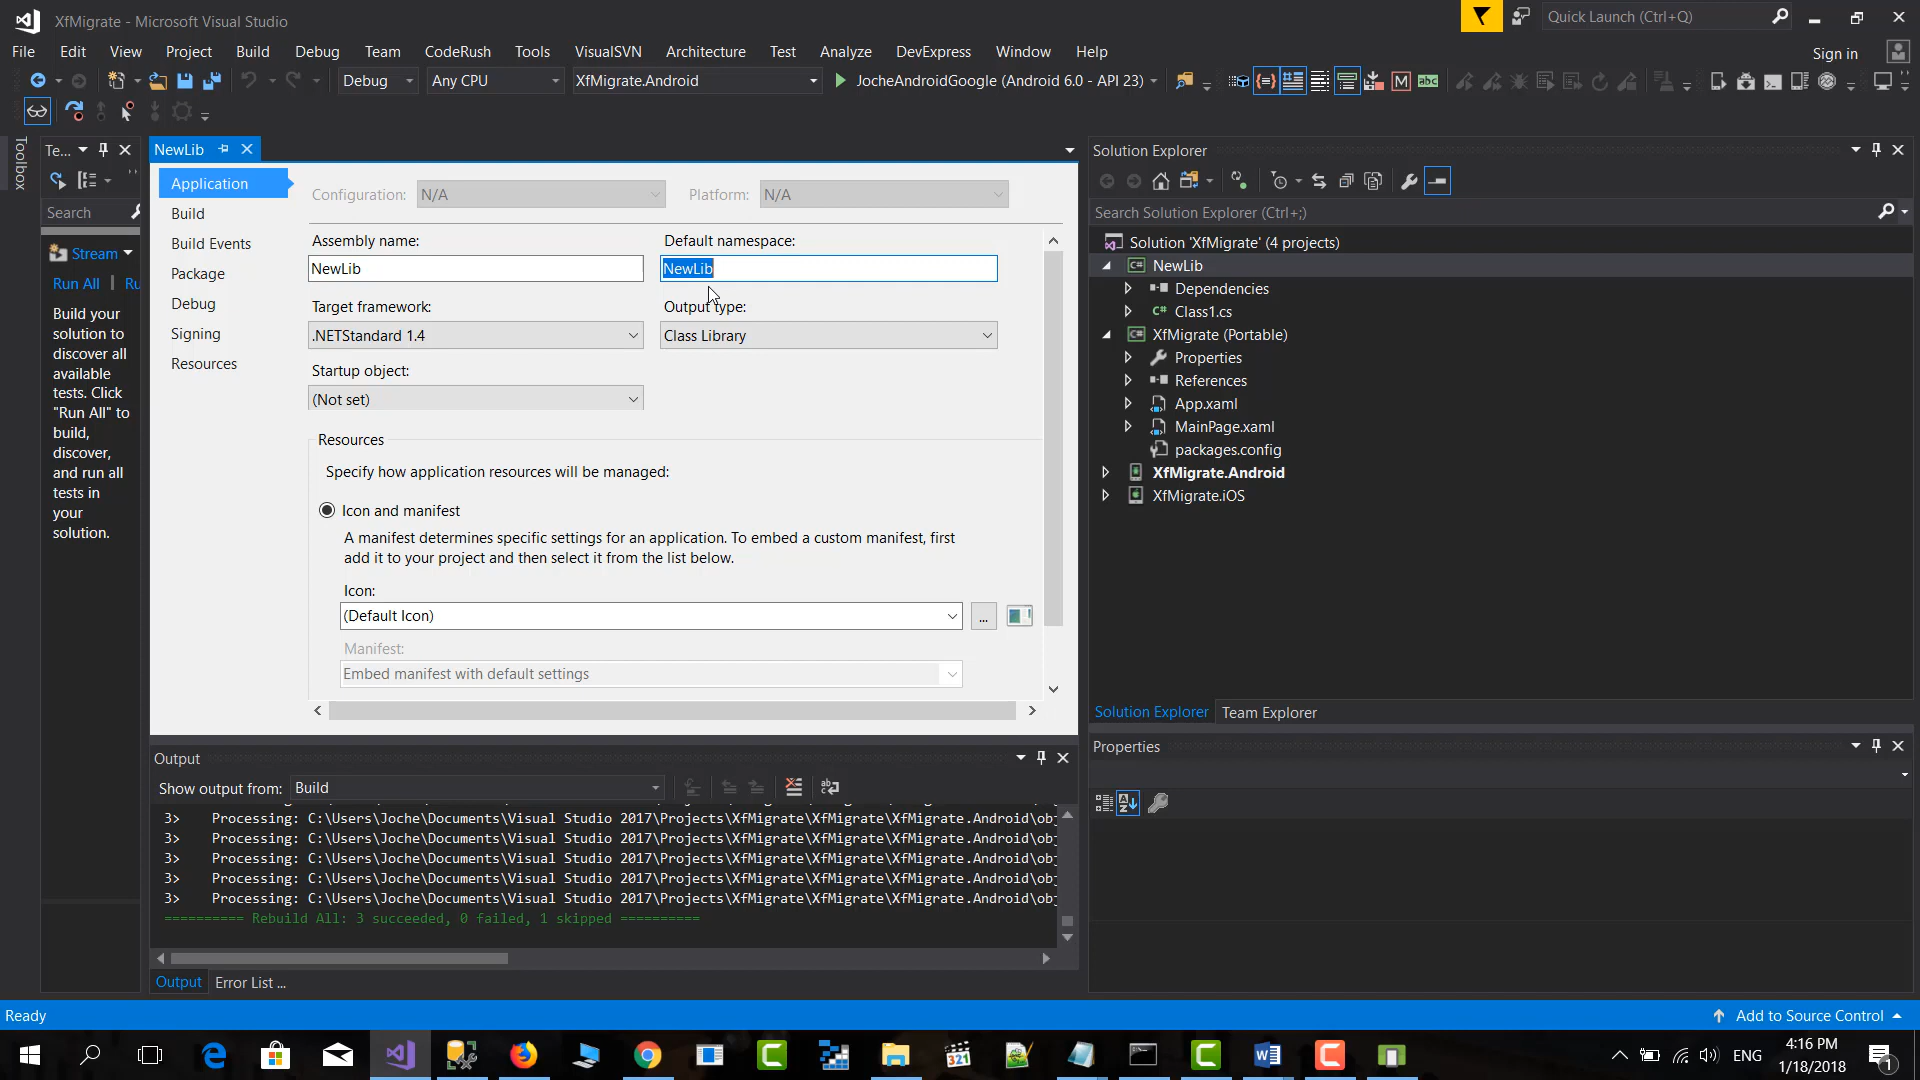 XfMigrate - Microsoft Visual Studio
Quick Launch (Ctrl+Q)
File Edit View Project Build Debug Team CodeRush Tools VisualSVN Architecture Test Analyze DevExpress Window Help
Sign in
Debug Any CPU XfMigrate.Android JocheAndroidGoogle (Android 6.0 - API 23)
Toolbox
Te...
Search
Stream
Run All Ru
Build your
solution to
discover all
available
tests. Click
"Run All" to
build,
discover,
and run all
tests in
your
solution.
NewLib
Application
Build
Build Events
Package
Debug
Signing
Resources
Configuration: N/A Platform: N/A
Assembly name: Default namespace:
NewLib NewLib
Target framework: Output type:
.NETStandard 1.4 Class Library
Startup object:
(Not set)
Resources
Specify how application resources will be managed:
Icon and manifest
A manifest determines specific settings for an application. To embed a custom manifest, first
add it to your project and then select it from the list below.
Icon:
(Default Icon) ...
Manifest:
Embed manifest with default settings
Output
Show output from: Build
3> Processing: C:\Users\Joche\Documents\Visual Studio 2017\Projects\XfMigrate\XfMigrate\XfMigrate.Android\obj
3> Processing: C:\Users\Joche\Documents\Visual Studio 2017\Projects\XfMigrate\XfMigrate\XfMigrate.Android\obj
3> Processing: C:\Users\Joche\Documents\Visual Studio 2017\Projects\XfMigrate\XfMigrate\XfMigrate.Android\obj
3> Processing: C:\Users\Joche\Documents\Visual Studio 2017\Projects\XfMigrate\XfMigrate\XfMigrate.Android\obj
3> Processing: C:\Users\Joche\Documents\Visual Studio 2017\Projects\XfMigrate\XfMigrate\XfMigrate.Android\obj
========== Rebuild All: 3 succeeded, 0 failed, 1 skipped ==========
Output Error List ...
Solution Explorer
Search Solution Explorer (Ctrl+;)
Solution 'XfMigrate' (4 projects)
NewLib
Dependencies
Class1.cs
XfMigrate (Portable)
Properties
References
App.xaml
MainPage.xaml
packages.config
XfMigrate.Android
XfMigrate.iOS
Solution Explorer Team Explorer
Properties
Ready
Add to Source Control
ENG
4:16 PM
1/18/2018
1